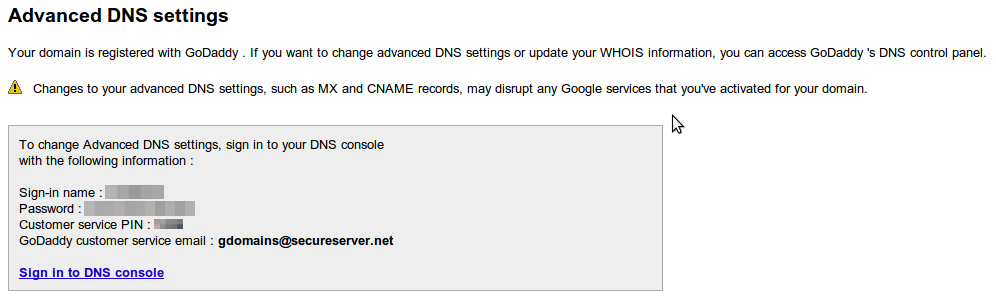 Advanced DNS settings
Your domain is registered with GoDaddy . If you want to change advanced DNS settings or update your WHOIS information, you can access GoDaddy 's DNS control panel.
Changes to your advanced DNS settings, such as MX and CNAME records, may disrupt any Google services that you've activated for your domain.
To change Advanced DNS settings, sign in to your DNS console
with the following information :
Sign-in name :
Password :
Customer service PIN :
GoDaddy customer service email : gdomains@secureserver.net
Sign in to DNS console